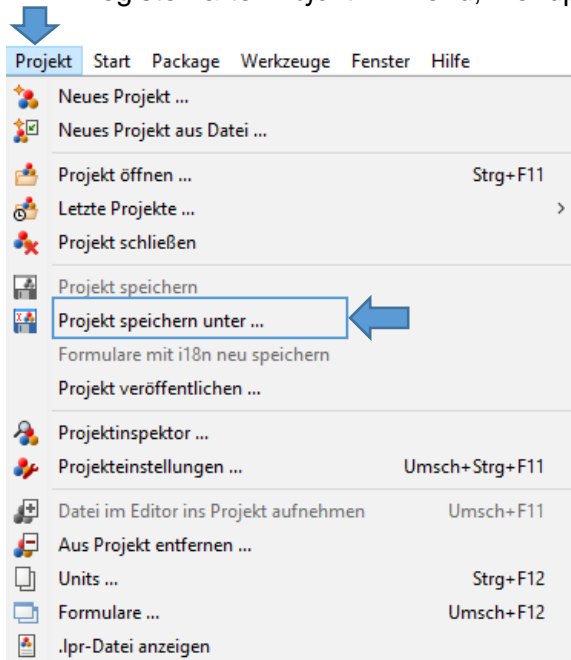 Projekt Start Package Werkzeuge Fenster Hilfe
Neues Projekt ...
Neues Projekt aus Datei ...
Projekt öffnen ... Strg+F11
Letzte Projekte ... >
Projekt schließen
Projekt speichern
Projekt speichern unter ...
Formulare mit i18n neu speichern
Projekt veröffentlichen ...
Projektinspektor ...
Projekteinstellungen ... Umsch+Strg+F11
Datei im Editor ins Projekt aufnehmen Umsch+F11
Aus Projekt entfernen ...
Units ... Strg+F12
Formulare ... Umsch+F12
.lpr-Datei anzeigen